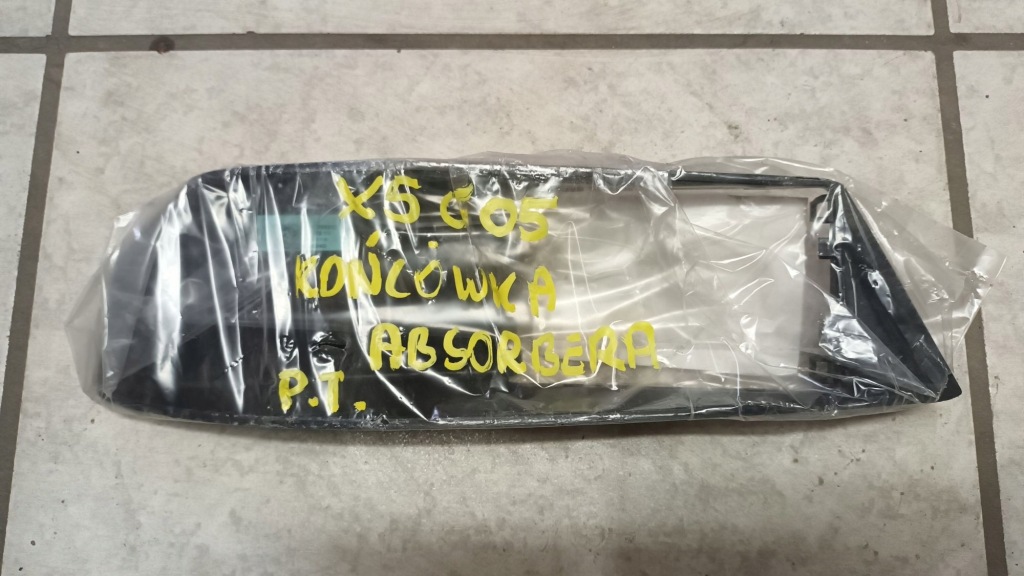 X5 G05
KOŃCÓWKA
ABSORBERA
P.T.